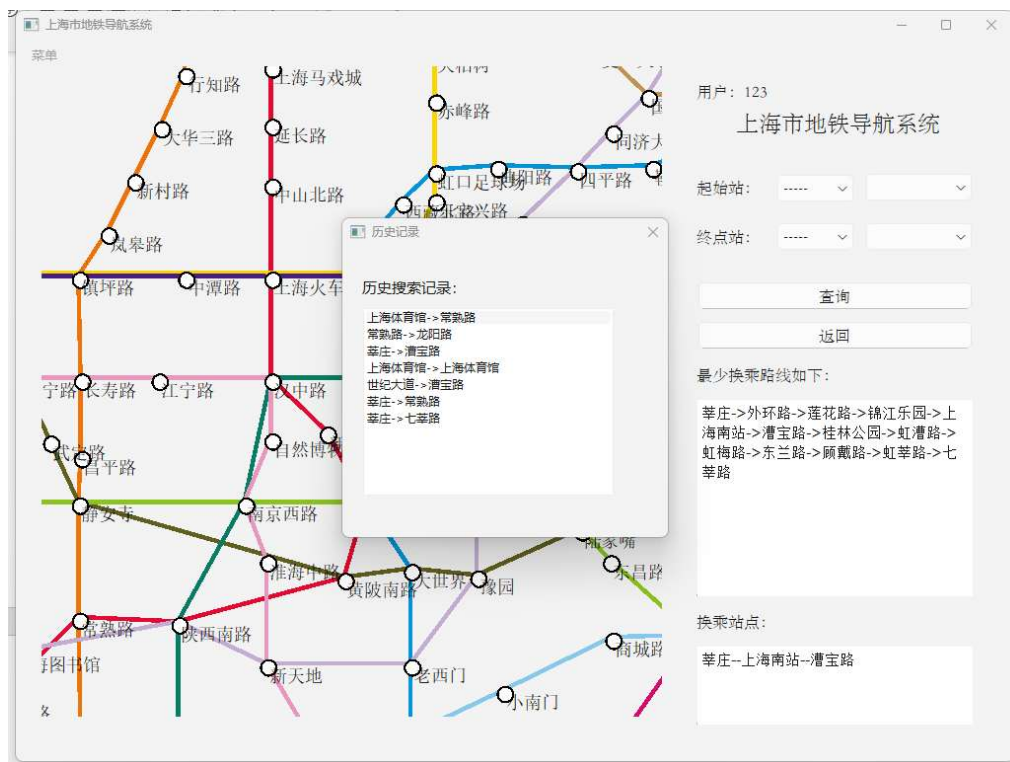 上海市地铁导航系统
菜单
行知路
上海马戏城
赤峰路
大华三路
延长路
同济大
新村路
中山北路
虹口足球场
四平路
岚皋路
镇坪路
中潭路
上海火车
长寿路
江宁路
汉中路
自然博
武定路
昌平路
静安寺
南京西路
陆家嘴
淮海中路
黄陂南路
大世界
豫园
东昌路
常熟路
陕西南路
商城路
海图书馆
新天地
老西门
小南门
历史记录
历史搜索记录：
上海体育馆->常熟路
常熟路->龙阳路
莘庄->漕宝路
上海体育馆->上海体育馆
世纪大道->漕宝路
莘庄->常熟路
莘庄->七莘路
用户：123
上海市地铁导航系统
起始站：
-----
终点站：
-----
查询
返回
最少换乘路线如下：
莘庄->外环路->莲花路->锦江乐园->上
海南站->漕宝路->桂林公园->虹漕路->
虹梅路->东兰路->顾戴路->虹莘路->七
莘路
换乘站点：
莘庄--上海南站--漕宝路